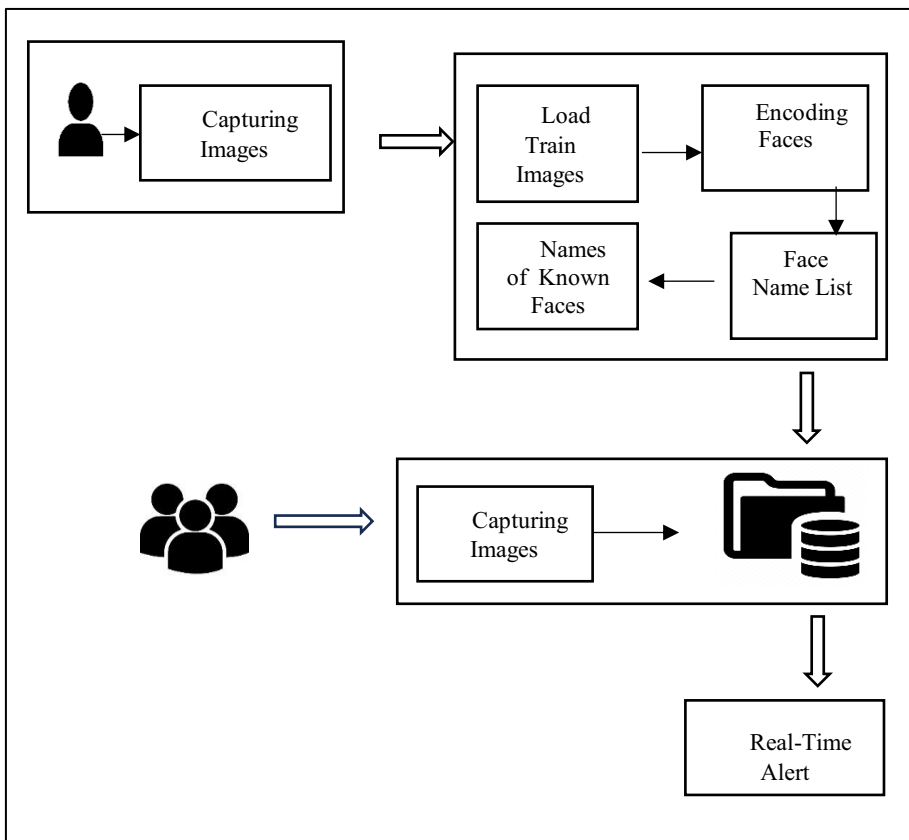 Capturing
Images
Load
Train
Images
Encoding
Faces
Names
of Known
Faces
Face
Name List
Capturing
Images
Real-Time
Alert